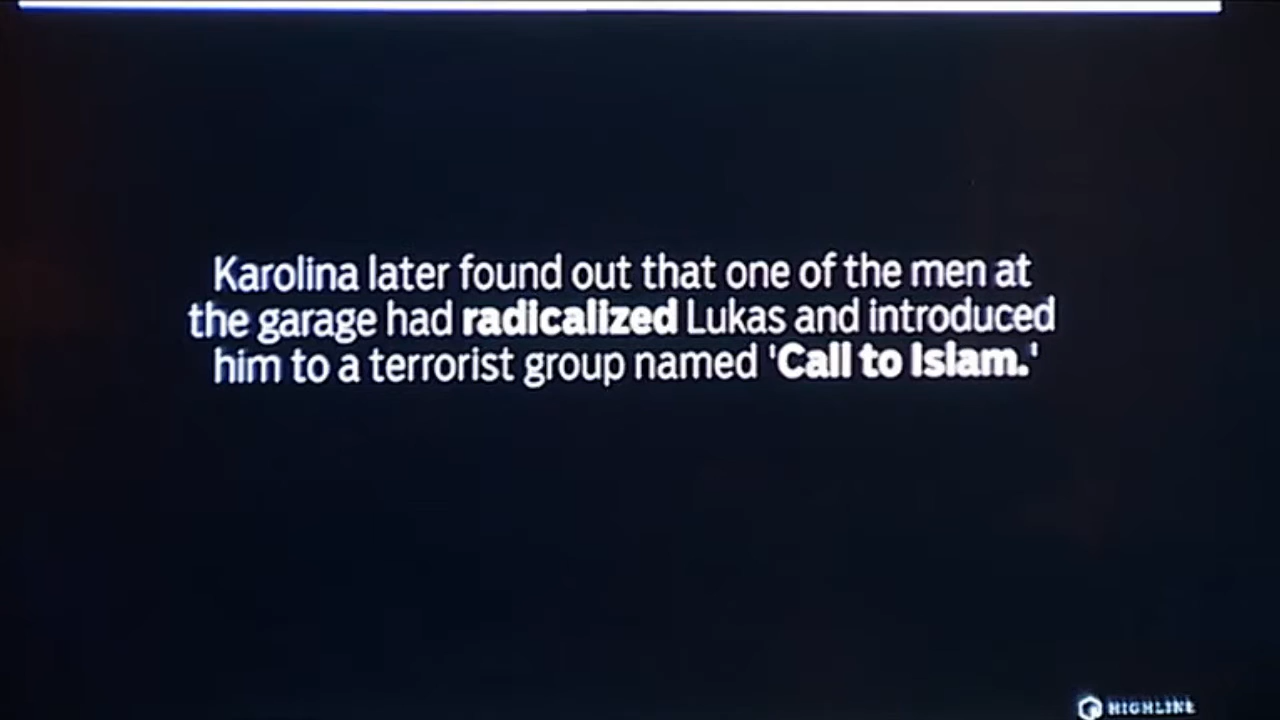 Karolina later found out that one of the men at
the garage had radicalized Lukas and introduced
him to a terrorist group named 'Call to Islam.'
HIGHLINE